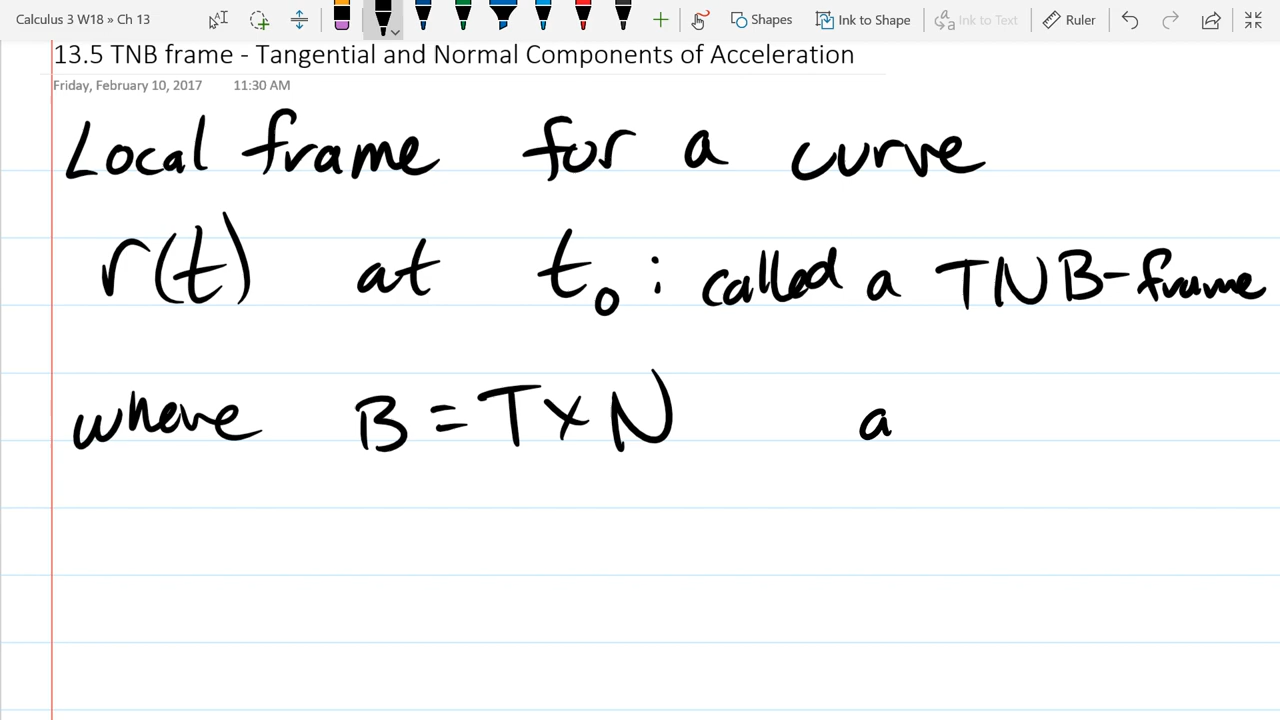 Calculus 3 W18 » Ch 13
Shapes
Ink to Shape
Ink to Text
Ruler
13.5 TNB frame - Tangential and Normal Components of Acceleration
Friday, February 10, 2017 11:30 AM
Local frame for a curve
r(t) at t₀ : called a TNB-frame
where B = T × N a